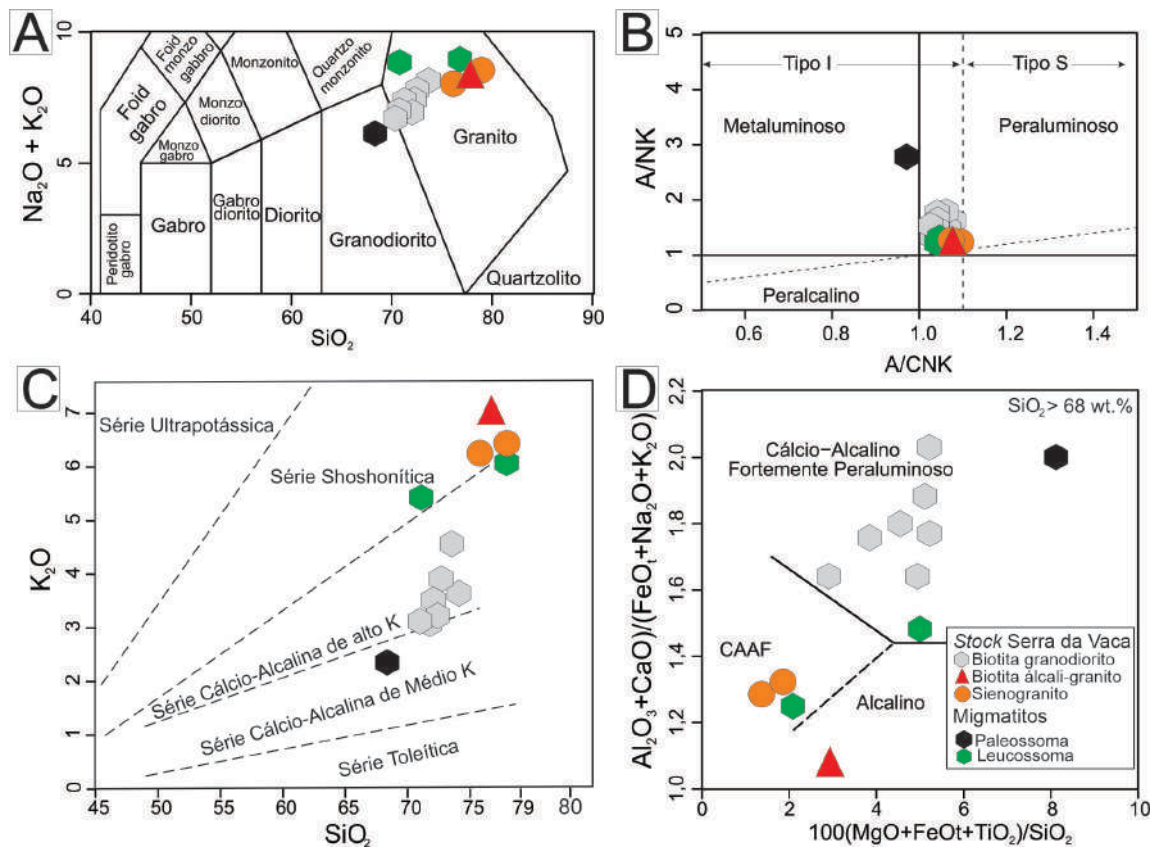 A
Na₂O + K₂O
10
5
0
Foid
gabro
Foid
monzo
gabbro
Monzonito
Quartzo
monzonito
Monzo
diorito
Monzo
gabro
Peridotito
gabro
Gabro
Gabro
diorito
Diorito
Granodiorito
Granito
Quartzolito
40 50 60 70 80 90
SiO₂
B
A/NK
5
4
3
2
1
0
Tipo I
Tipo S
Metaluminoso
Peraluminoso
Peralcalino
0.6 0.8 1.0 1.2 1.4
A/CNK
C
K₂O
7
6
5
4
3
2
1
0
Série Ultrapotássica
Série Shoshonítica
Série Cálcio-Alcalina de alto K
Série Cálcio-Alcalina de Médio K
Série Toleítica
45 50 60 70 75 79 80
SiO₂
D
Al₂O₃+CaO)/(FeOₜ+Na₂O+K₂O)
2,2
2,0
1,8
1,6
1,4
1,2
1,0
SiO₂> 68 wt.%
Cálcio−Alcalino
Fortemente Peraluminoso
CAAF
Alcalino
Stock Serra da Vaca
Biotita granodiorito
Biotita álcali-granito
Sienogranito
Migmatitos
Paleossoma
Leucossoma
0 2 4 6 8 10
100(MgO+FeOt+TiO₂)/SiO₂